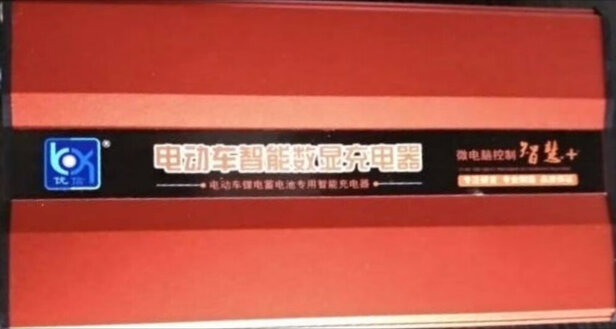 优信
®
电动车智能数显充电器
电动车锂电蓄电池专用智能充电器
微电脑控制 智慧+